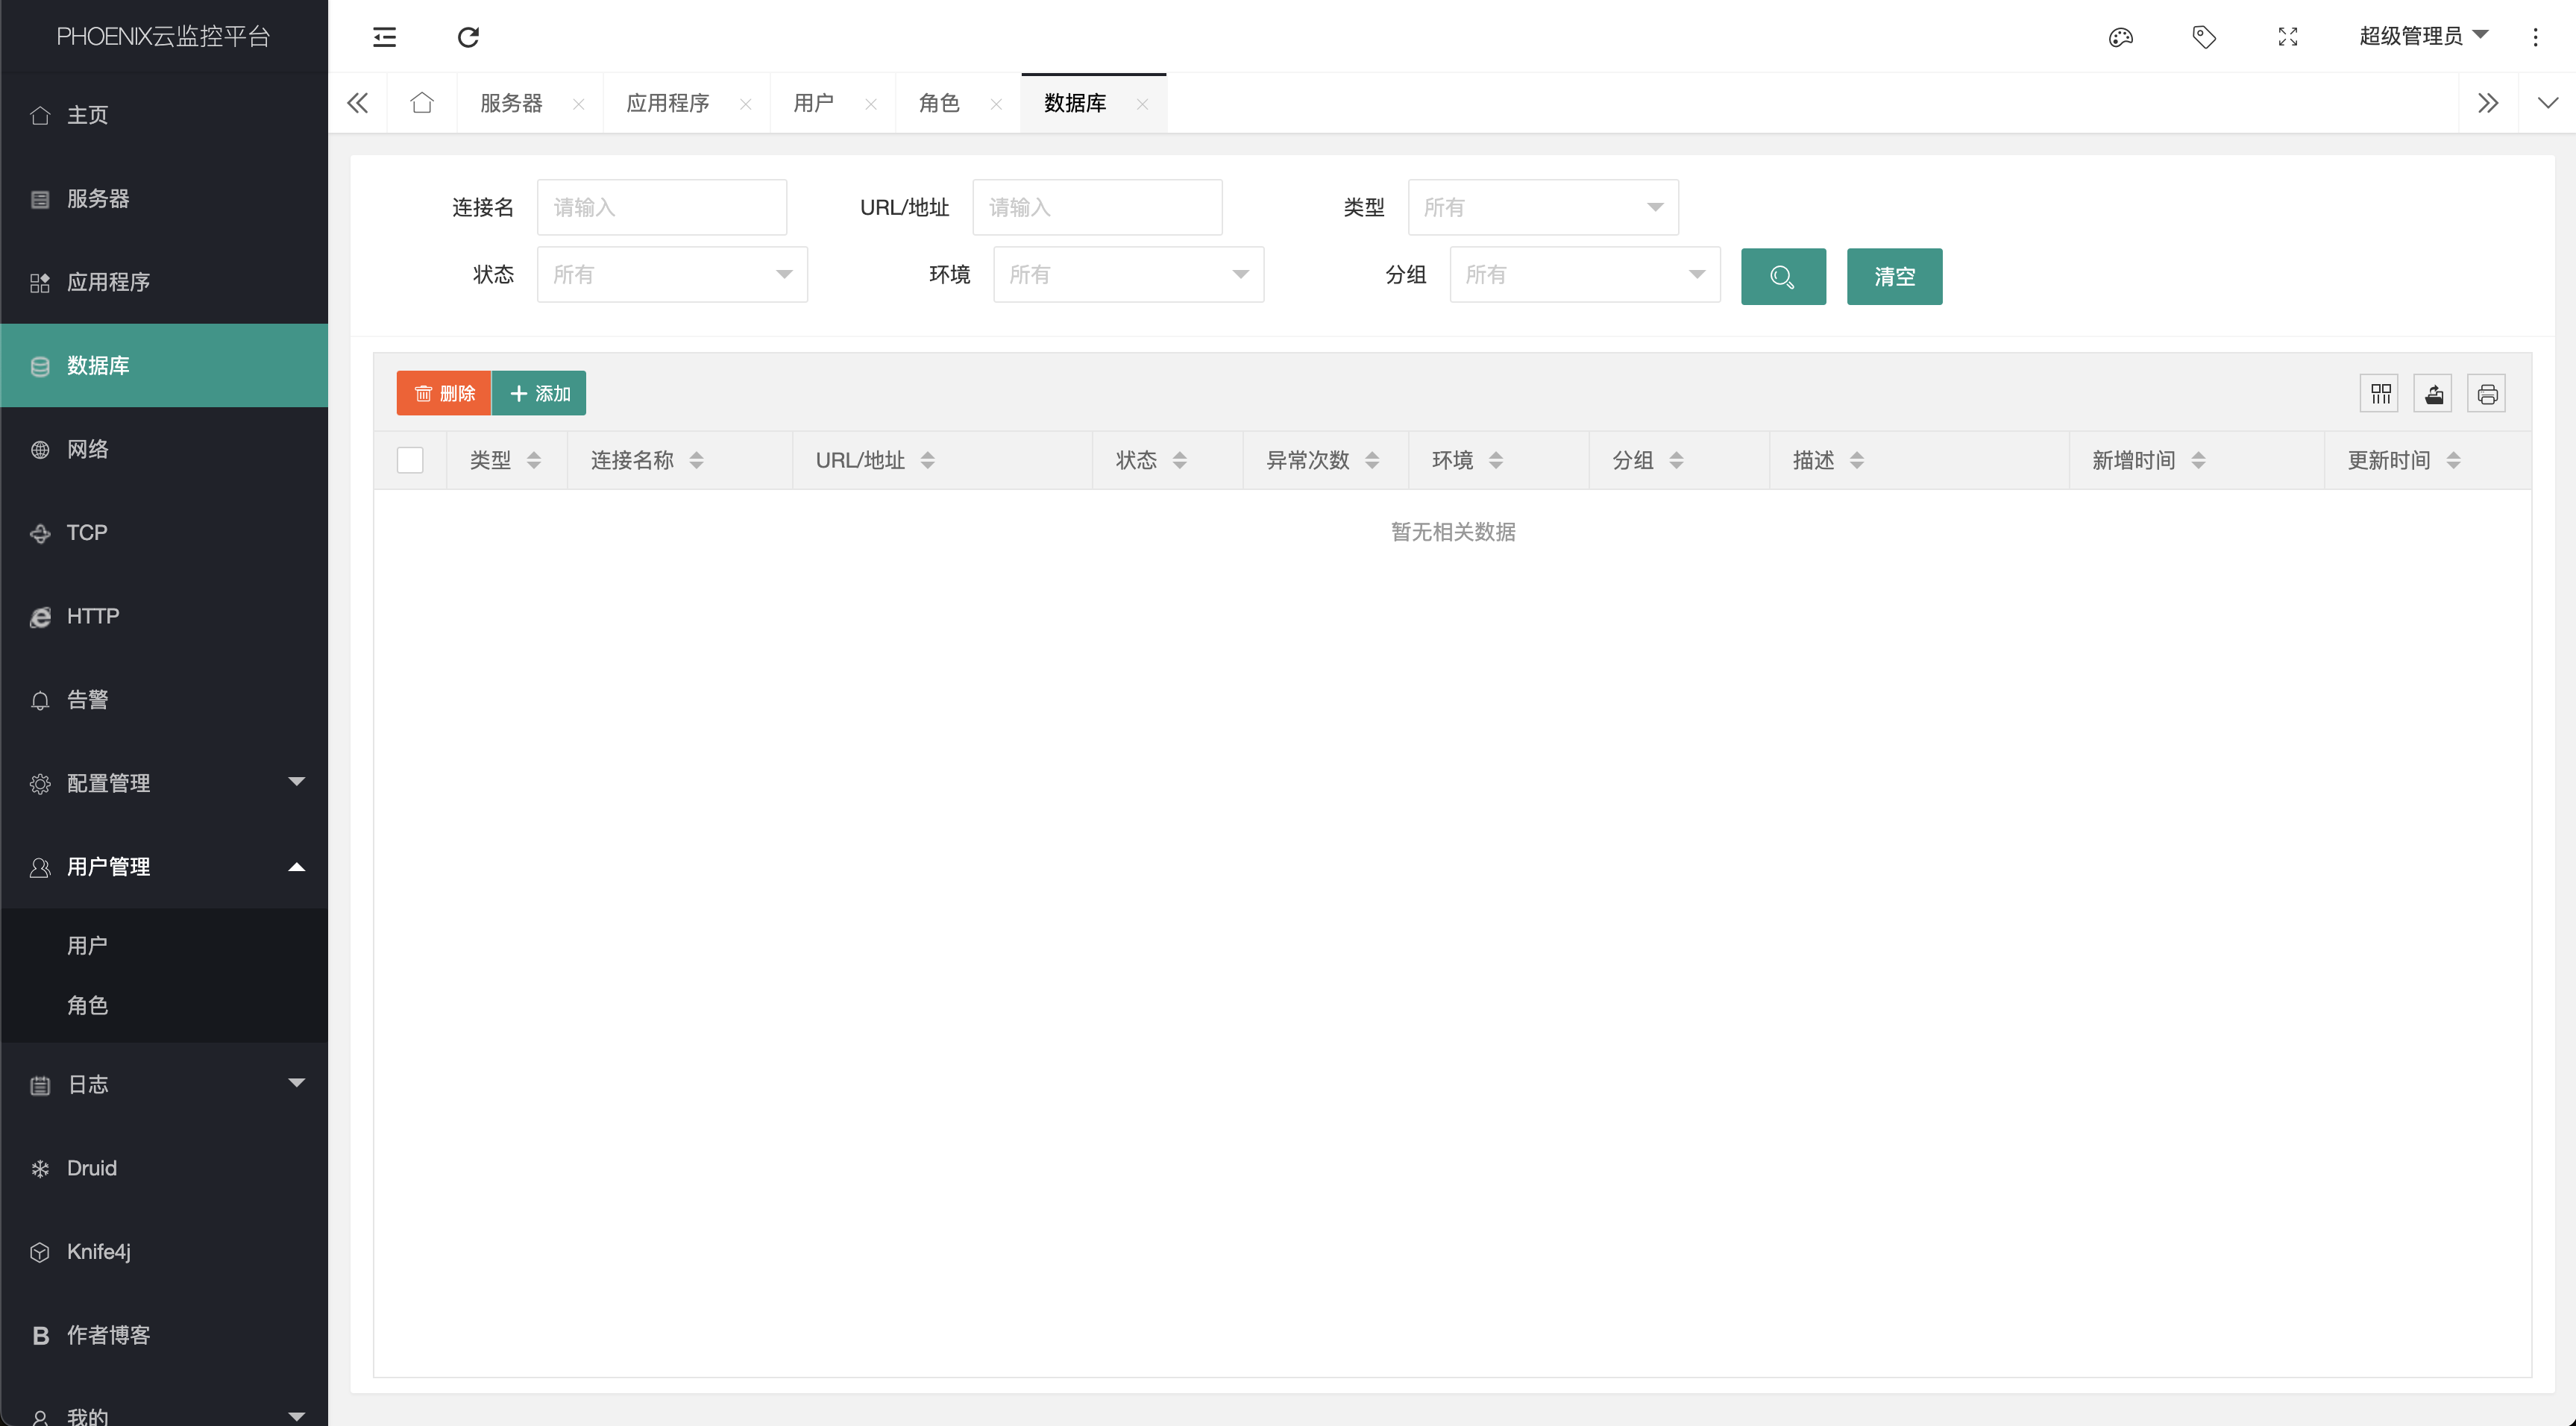 PHOENIX云监控平台
超级管理员
服务器
应用程序
用户
角色
数据库
主页
服务器
应用程序
数据库
网络
TCP
HTTP
告警
配置管理
用户管理
用户
角色
日志
Druid
Knife4j
B 作者博客
我的
连接名 请输入 URL/地址 请输入 类型 所有
状态 所有 环境 所有 分组 所有 清空
删除 添加
类型 连接名称 URL/地址 状态 异常次数 环境 分组 描述 新增时间 更新时间
暂无相关数据